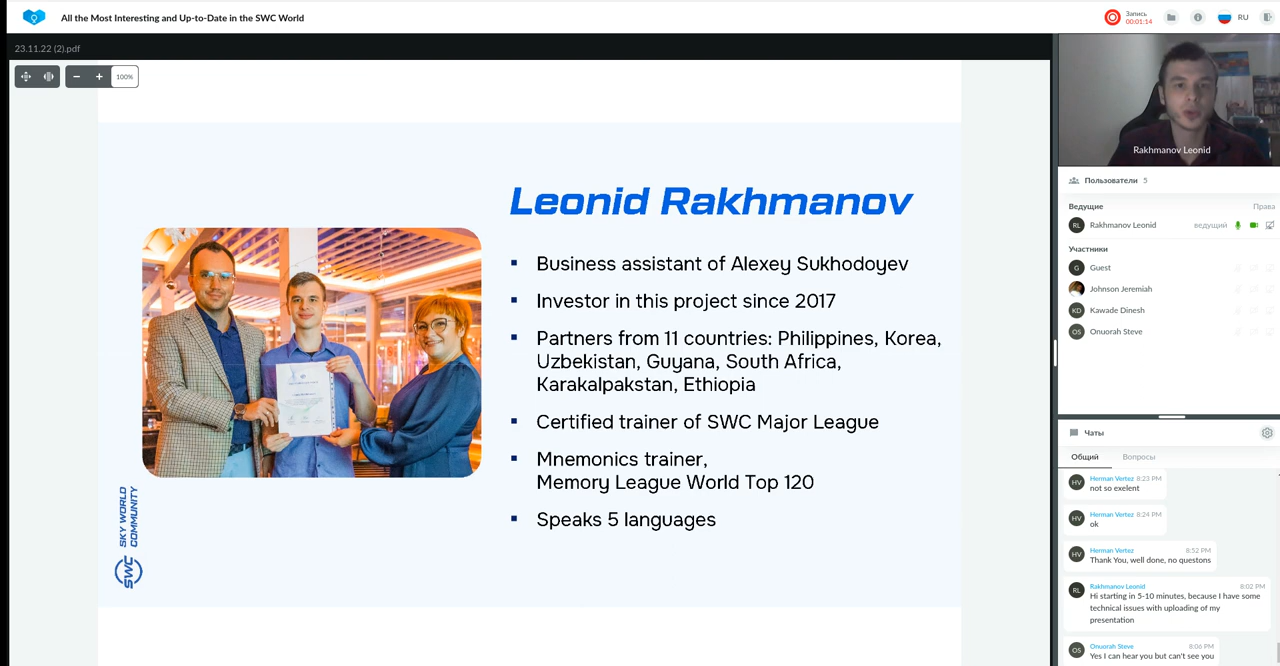 All the Most Interesting and Up-to-Date in the SWC World
Запись
00:01:14
RU
23.11.22 (2).pdf
100%
Leonid Rakhmanov
Business assistant of Alexey Sukhodoyev
Investor in this project since 2017
Partners from 11 countries: Philippines, Korea,
Uzbekistan, Guyana, South Africa,
Karakalpakstan, Ethiopia
Certified trainer of SWC Major League
Mnemonics trainer,
Memory League World Top 120
Speaks 5 languages
SWC
SKY WORLD
COMMUNITY
Rakhmanov Leonid
Пользователи 5
Ведущие Права
RL Rakhmanov Leonid ведущий
Участники
G Guest
Johnson Jeremiah
KD Kawade Dinesh
OS Onuorah Steve
Чаты
Общий Вопросы
HV Herman Vertez 8:23 PM
not so exelent
HV Herman Vertez 8:24 PM
ok
HV Herman Vertez 8:52 PM
Thank You, well done, no questons
RL Rakhmanov Leonid 8:02 PM
Hi starting in 5-10 minutes, because I have some
technical issues with uploading of my
presentation
OS Onuorah Steve 8:06 PM
Yes I can hear you but can't see you